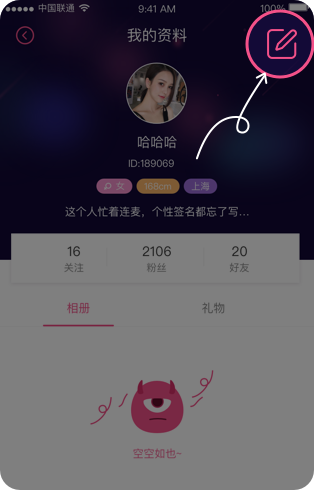 中国联通 9:41 AM 100%
我的资料
哈哈哈
ID:189069
女 168cm 上海
这个人忙着连麦，个性签名都忘了写...
16 2106 20
关注 粉丝 好友
相册 礼物
空空如也~